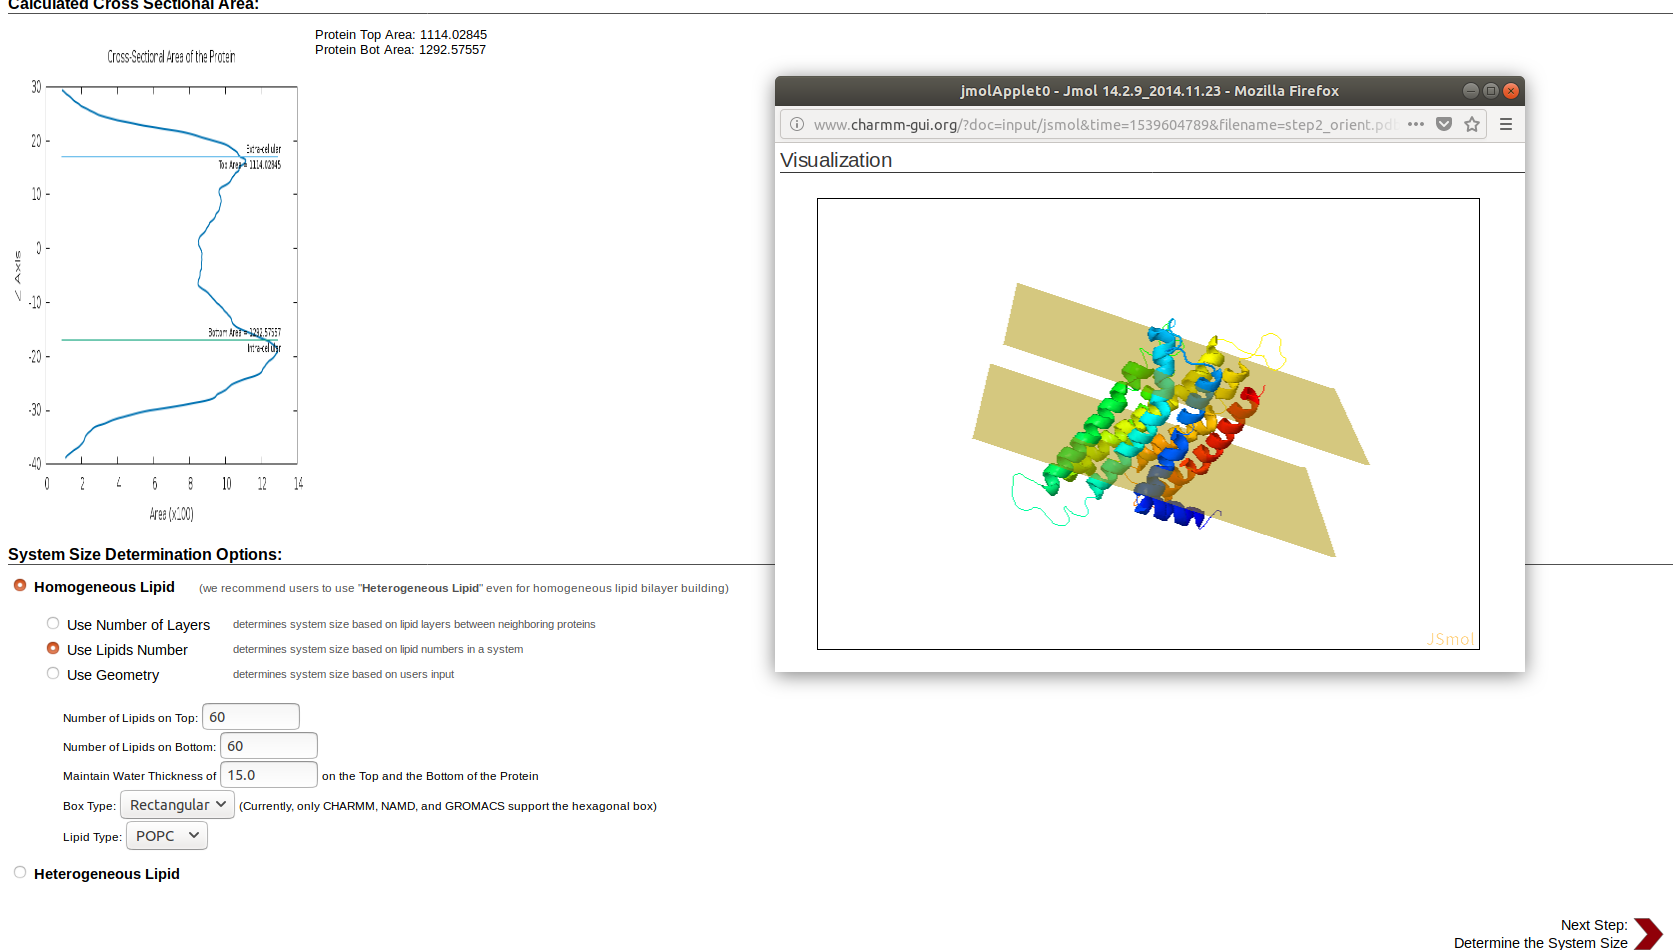 Calculated Cross Sectional Area:
Protein Top Area: 1114.02845
Protein Bot Area: 1292.57557
Cross-Sectional Area of the Protein
30
20
10
0
-10
-20
-30
-40
Z Axis
Extra-cellular
Top Area = 1114.02845
Bottom Area = 1292.57557
Intra-cellular
0 2 4 6 8 10 12 14
Area (x100)
jmolApplet0 - Jmol 14.2.9_2014.11.23 - Mozilla Firefox
www.charmm-gui.org/?doc=input/jsmol&time=1539604789&filename=step2_orient.pdb
Visualization
JSmol
System Size Determination Options:
Homogeneous Lipid (we recommend users to use "Heterogeneous Lipid" even for homogeneous lipid bilayer building)
Use Number of Layers determines system size based on lipid layers between neighboring proteins
Use Lipids Number determines system size based on lipid numbers in a system
Use Geometry determines system size based on users input
Number of Lipids on Top: 60
Number of Lipids on Bottom: 60
Maintain Water Thickness of 15.0 on the Top and the Bottom of the Protein
Box Type: Rectangular (Currently, only CHARMM, NAMD, and GROMACS support the hexagonal box)
Lipid Type: POPC
Heterogeneous Lipid
Next Step:
Determine the System Size